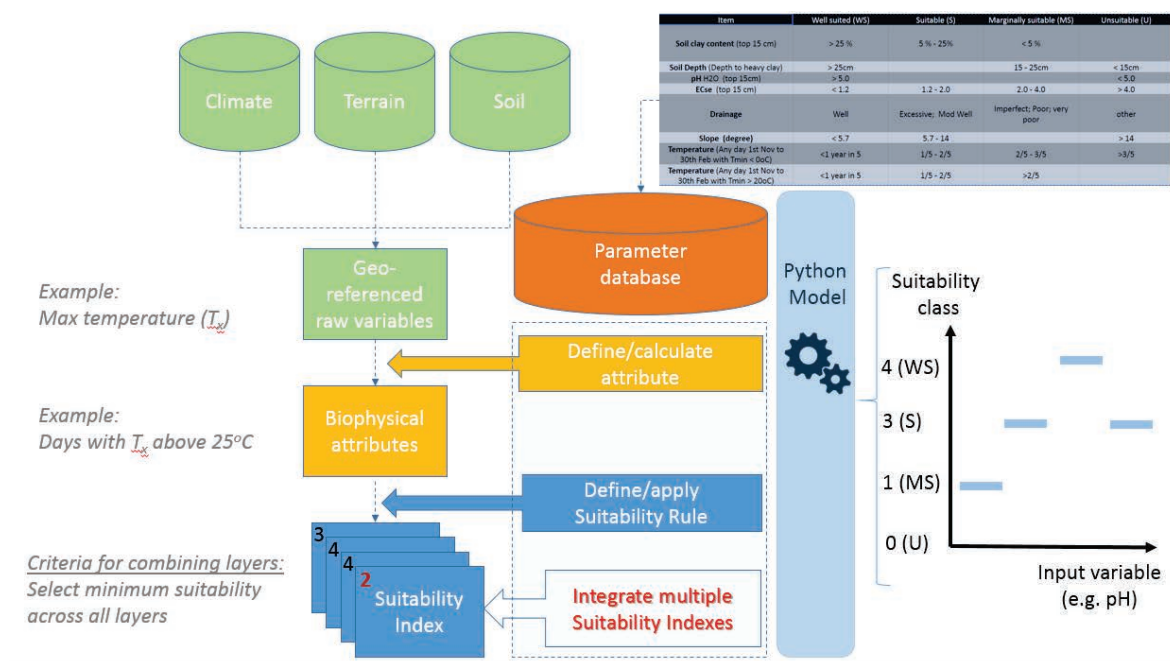 Item Well suited (WS) Suitable (S) Marginally suitable (MS) Unsuitable (U)
Soil clay content (top 15 cm) > 25 % 5 % - 25% < 5 %
Soil Depth (Depth to heavy clay) > 25cm 15 - 25cm < 15cm
pH H2O (top 15cm) > 5.0 < 5.0
ECse (top 15 cm) < 1.2 1.2 - 2.0 2.0 - 4.0 > 4.0
Drainage Well Excessive; Mod Well Imperfect; Poor; very poor other
Slope (degree) < 5.7 5.7 - 14 > 14
Temperature (Any day 1st Nov to
30th Feb with Tmin < 0oC) <1 year in 5 1/5 - 2/5 2/5 - 3/5 >3/5
Temperature (Any day 1st Nov to
30th Feb with Tmin > 20oC) <1 year in 5 1/5 - 2/5 >2/5
Climate
Terrain
Soil
Parameter
database
Geo-
referenced
raw variables
Example:
Max temperature (Tx)
Define/calculate
attribute
Example:
Days with Tx above 25oC
Biophysical
attributes
Define/apply
Suitability Rule
Criteria for combining layers:
Select minimum suitability
across all layers
3
4
4
2
Suitability
Index
Integrate multiple
Suitability Indexes
Python
Model
Suitability
class
4 (WS)
3 (S)
1 (MS)
0 (U)
Input variable
(e.g. pH)